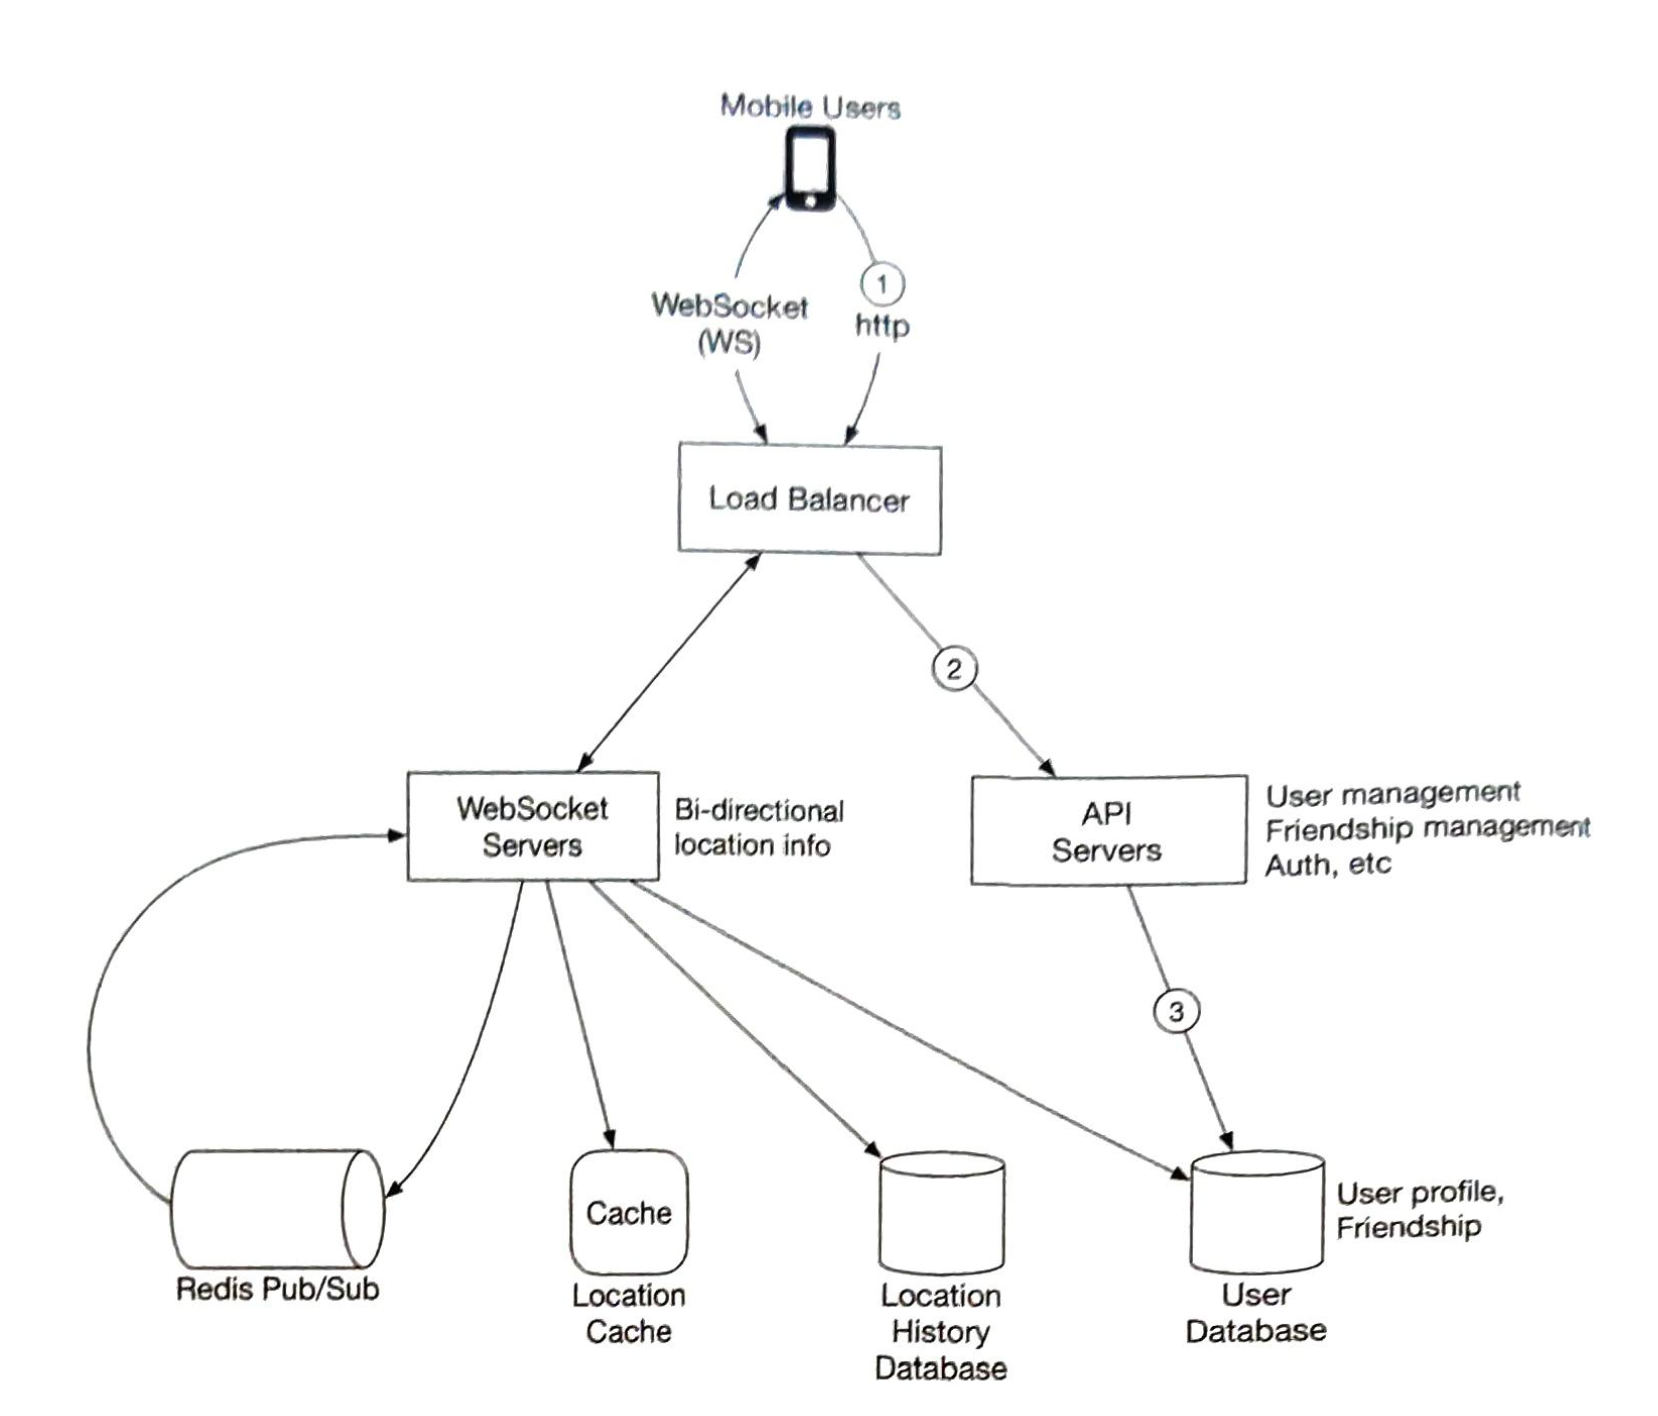 Mobile Users
1
WebSocket
(WS)
http
Load Balancer
2
WebSocket
Servers
Bi-directional
location info
API
Servers
User management
Friendship management
Auth, etc
3
Cache
User profile,
Friendship
Redis Pub/Sub
Location
Cache
Location
History
Database
User
Database